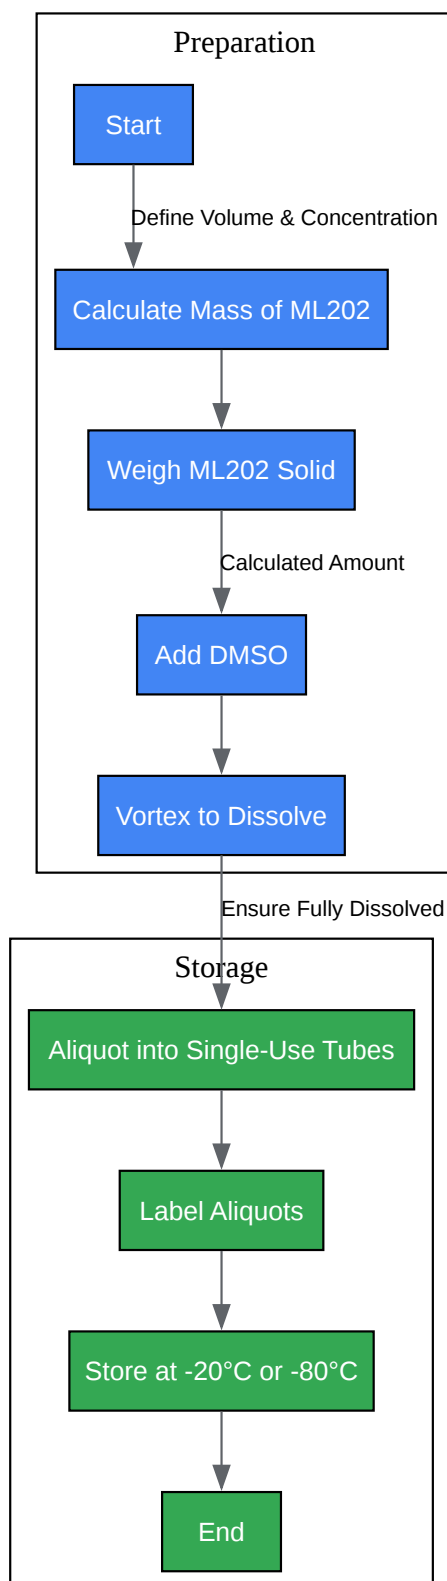 Preparation
Start
Define Volume & Concentration
Calculate Mass of ML202
Weigh ML202 Solid
Calculated Amount
Add DMSO
Vortex to Dissolve
Ensure Fully Dissolved
Storage
Aliquot into Single-Use Tubes
Label Aliquots
Store at -20°C or -80°C
End